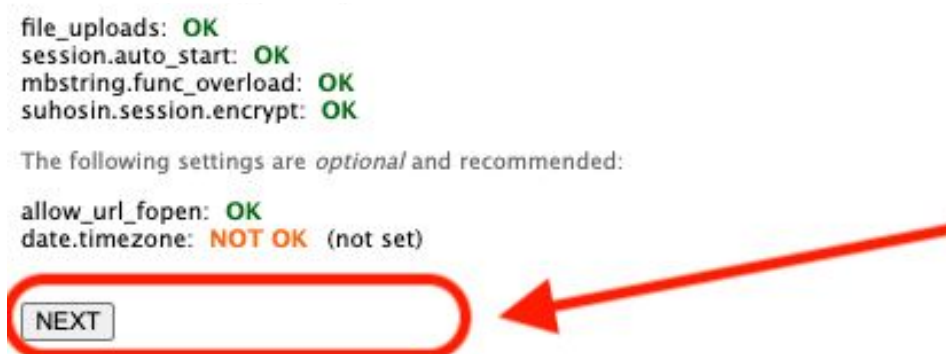 file_uploads: OK
session.auto_start: OK
mbstring.func_overload: OK
suhosin.session.encrypt: OK
The following settings are optional and recommended:
allow_url_fopen: OK
date.timezone: NOT OK (not set)
NEXT